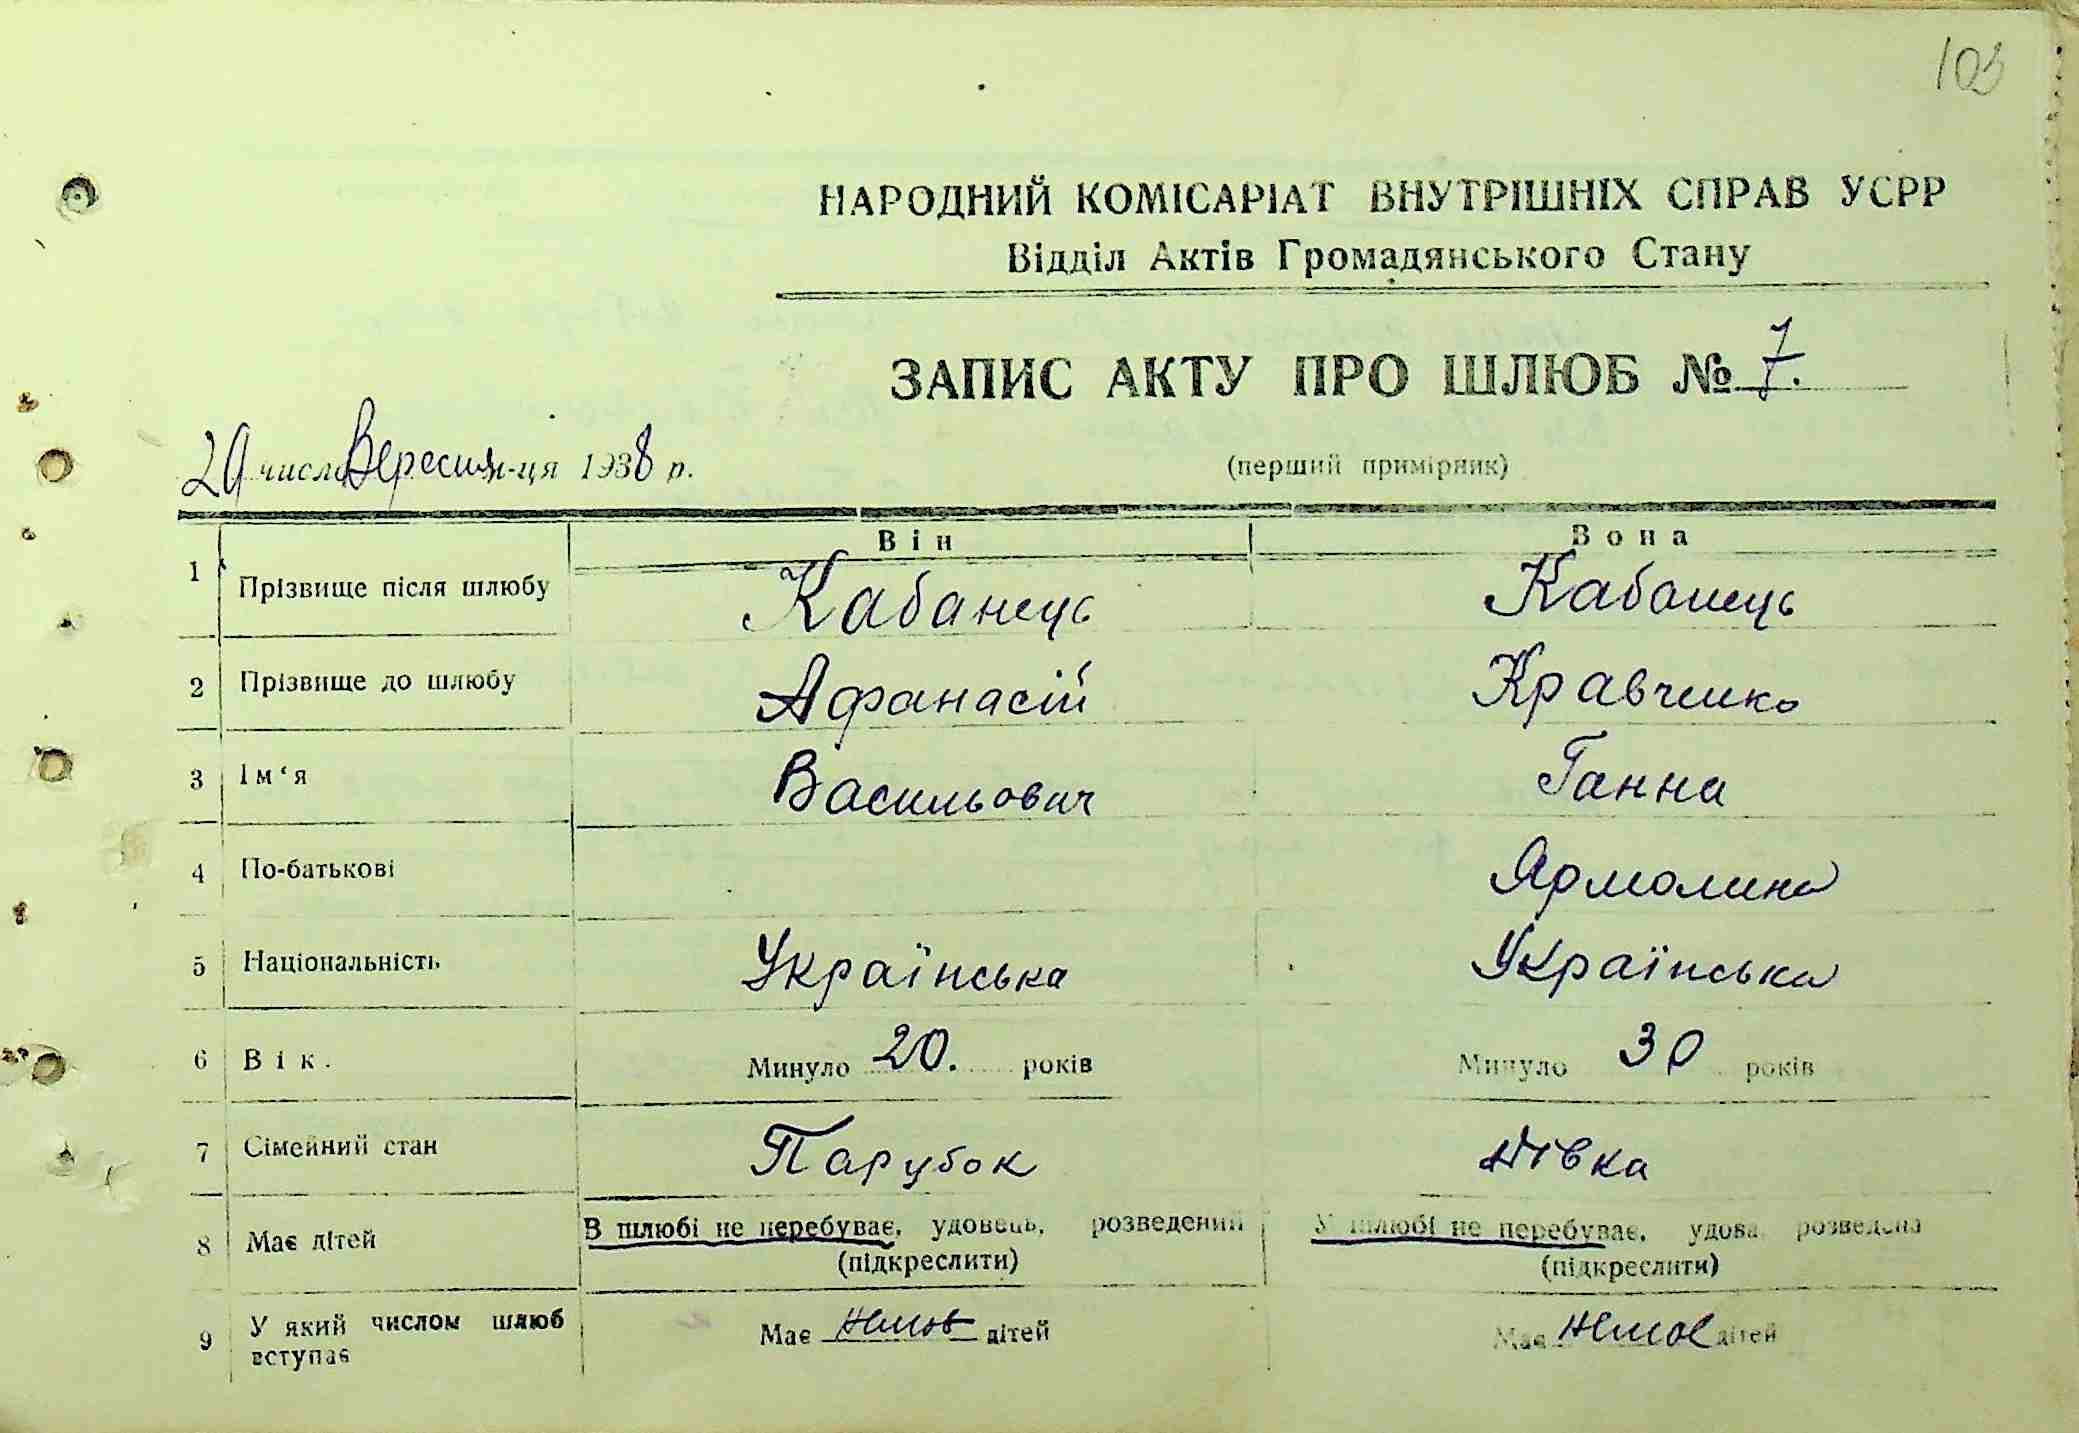 103
НАРОДНИЙ КОМІСАРІАТ ВНУТРІШНІХ СПРАВ УСРР
Відділ Актів Громадянського Стану
ЗАПИС АКТУ ПРО ШЛЮБ № 7.
29 числа Вересня м-ця 1938 р.
(перший примірник)
Він Вона
1 Прізвище після шлюбу Кабанець Кабанець
2 Прізвище до шлюбу Афанасій Кравченко
3 Ім‘я Васильович Ганна
4 По-батькові Ярмолина
5 Національність Українська Українська
6 Вік. Минуло 20. років Минуло 30 років
7 Сімейний стан Парубок дівка
8 Має дітей В шлюбі не перебуває, удовець, розведений У шлюбі не перебуває, удова, розведена
(підкреслити) (підкреслити)
9 У який числом шлюб Має немає дітей Має немає дітей
вступає